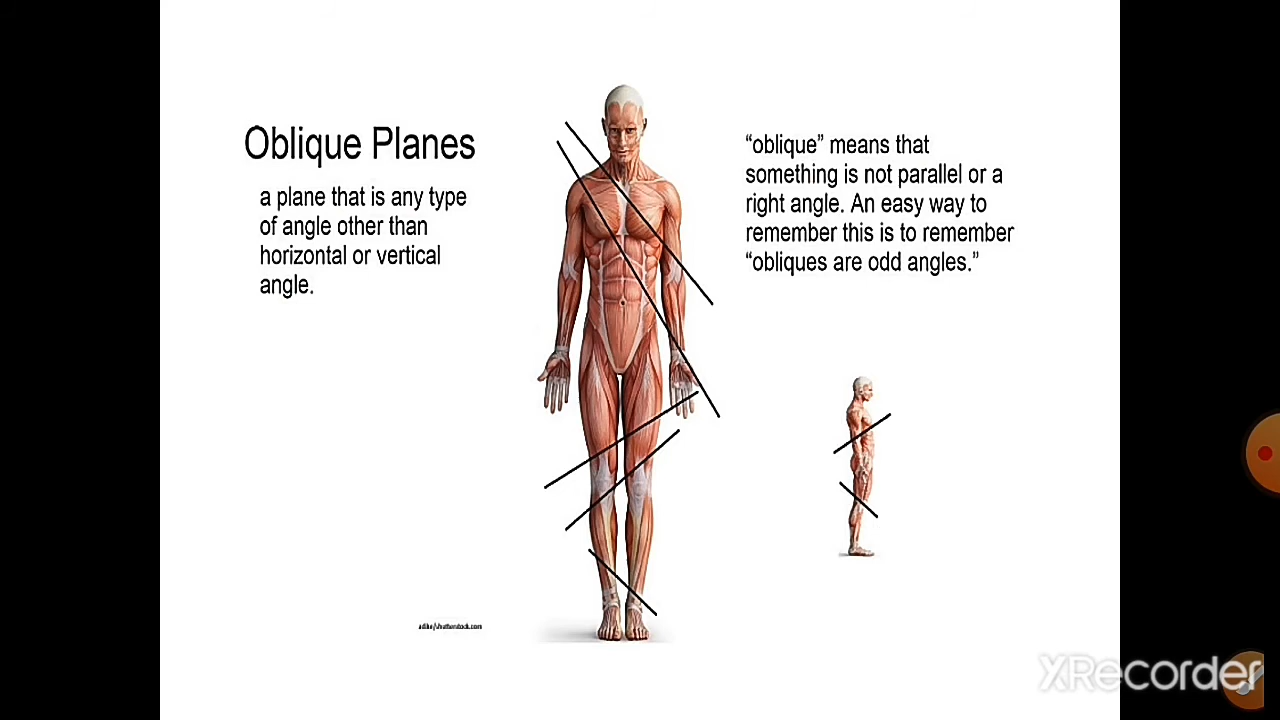 Oblique Planes
a plane that is any type
of angle other than
horizontal or vertical
angle.
“oblique” means that
something is not parallel or a
right angle. An easy way to
remember this is to remember
“obliques are odd angles.”
XRecorder